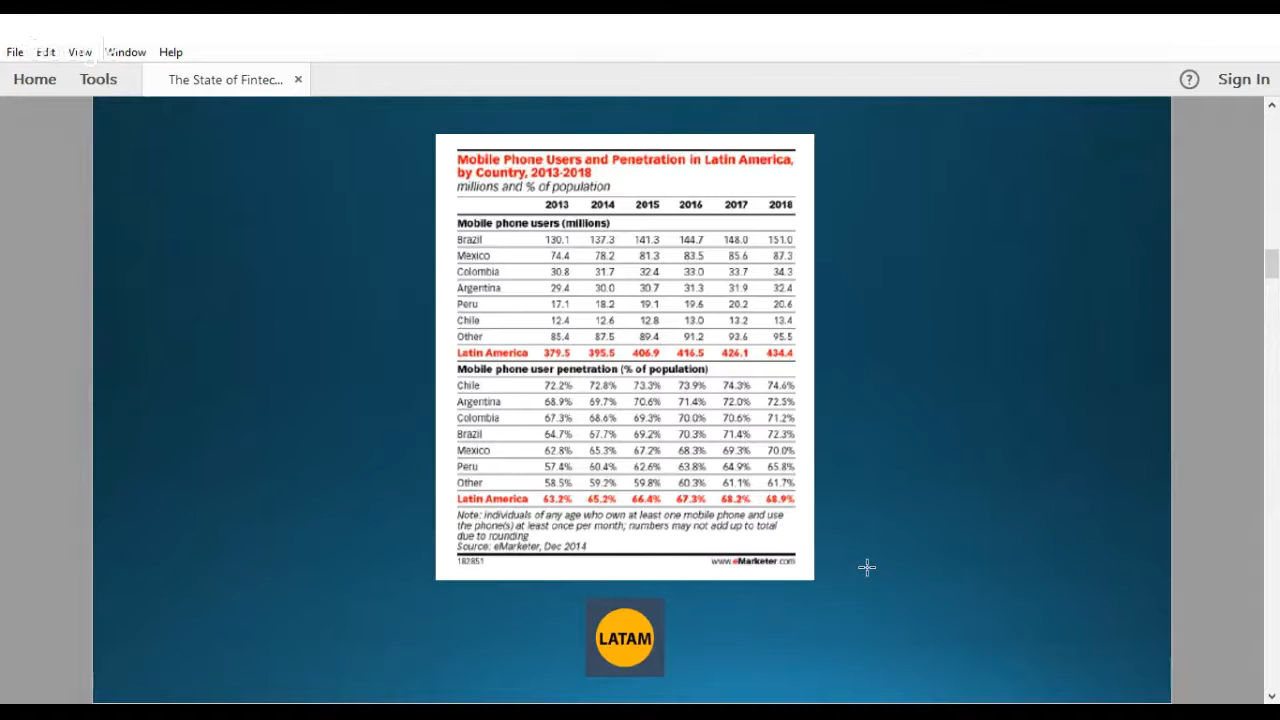 File Edit View Window Help
Home Tools The State of Fintec... × ? Sign In
Mobile Phone Users and Penetration in Latin America,
by Country, 2013-2018
millions and % of population
2013 2014 2015 2016 2017 2018
Mobile phone users (millions)
Brazil 130.1 137.3 141.3 144.7 148.0 151.0
Mexico 74.4 78.2 81.3 83.5 85.6 87.3
Colombia 30.8 31.7 32.4 33.0 33.7 34.3
Argentina 29.4 30.0 30.7 31.3 31.9 32.4
Peru 17.1 18.2 19.1 19.6 20.2 20.6
Chile 12.4 12.6 12.8 13.0 13.2 13.4
Other 85.4 87.5 89.4 91.2 93.6 95.5
Latin America 379.5 395.5 406.9 416.5 426.1 434.4
Mobile phone user penetration (% of population)
Chile 72.2% 72.8% 73.3% 73.9% 74.3% 74.6%
Argentina 68.9% 69.7% 70.6% 71.4% 72.0% 72.5%
Colombia 67.3% 68.6% 69.3% 70.0% 70.6% 71.2%
Brazil 64.7% 67.7% 69.2% 70.3% 71.4% 72.3%
Mexico 62.8% 65.3% 67.2% 68.3% 69.3% 70.0%
Peru 57.4% 60.4% 62.6% 63.8% 64.9% 65.8%
Other 58.5% 59.2% 59.8% 60.3% 61.1% 61.7%
Latin America 63.2% 65.2% 66.4% 67.3% 68.2% 68.9%
Note: individuals of any age who own at least one mobile phone and use
the phone(s) at least once per month; numbers may not add up to total
due to rounding
Source: eMarketer, Dec 2014
182851 www.eMarketer.com
LATAM